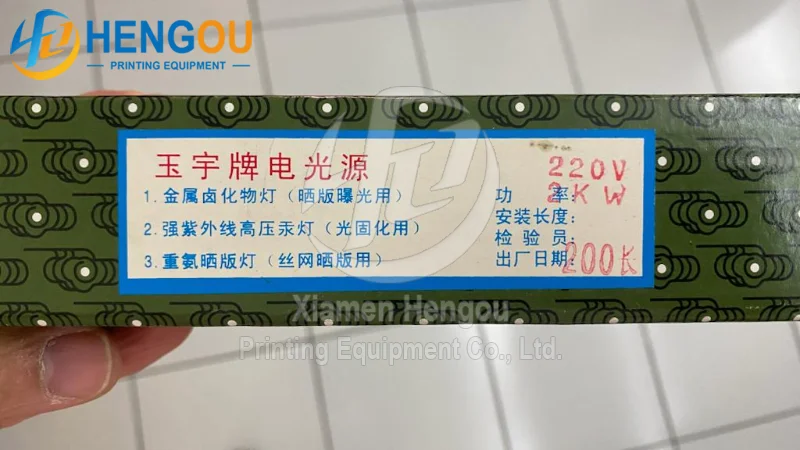 HENGOU
PRINTING EQUIPMENT
玉宇牌电光源
1. 金属卤化物灯（晒版曝光用）
2. 强紫外线高压汞灯（光固化用）
3. 重氨晒版灯（丝网晒版用）
220V
功 率: 2KW
安装长度:
检 验 员:
出厂日期: 200K
Xiamen Hengou
Printing Equipment Co., Ltd.